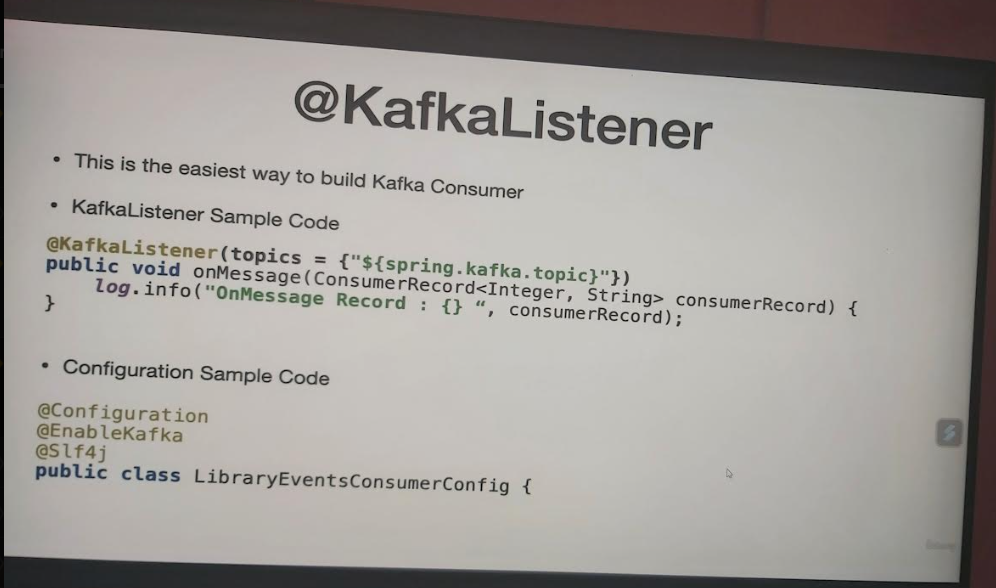 @KafkaListener
• This is the easiest way to build Kafka Consumer
• KafkaListener Sample Code
@KafkaListener(topics = {"${spring.kafka.topic}"})
public void onMessage(ConsumerRecord<Integer, String> consumerRecord) {
log.info("OnMessage Record : {} “, consumerRecord);
}
• Configuration Sample Code
@Configuration
@EnableKafka
@Slf4j
public class LibraryEventsConsumerConfig {